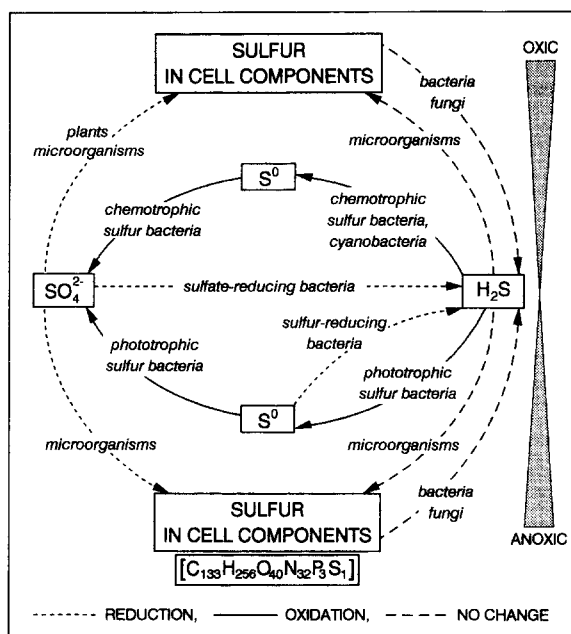 SULFUR
IN CELL COMPONENTS
OXIC
bacteria
fungi
plants
microorganisms
microorganisms
S⁰
chemotrophic
sulfur bacteria
chemotrophic
sulfur bacteria,
cyanobacteria
SO₄²⁻
sulfate-reducing bacteria
H₂S
sulfur-reducing
bacteria
phototrophic
sulfur bacteria
phototrophic
sulfur bacteria
S⁰
microorganisms
microorganisms
SULFUR
IN CELL COMPONENTS
bacteria
fungi
ANOXIC
[C₁₃₃H₂₅₆O₄₀N₃₂P₃S₁]
REDUCTION, OXIDATION, NO CHANGE